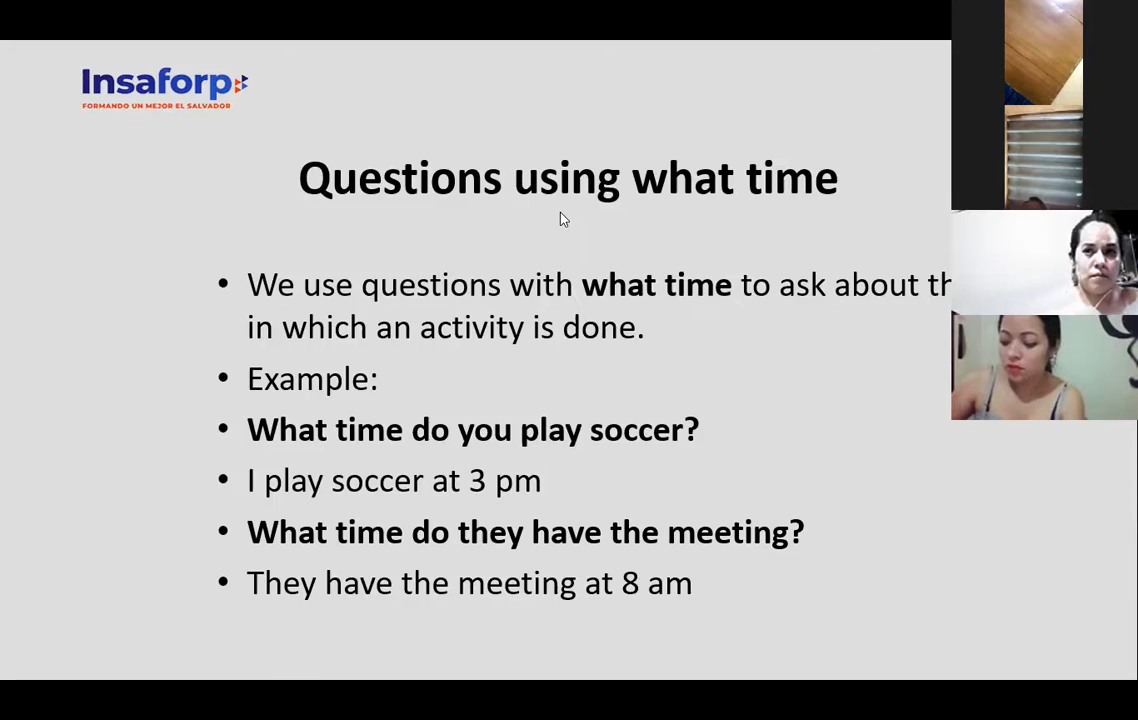 Insaforp
FORMANDO UN MEJOR EL SALVADOR
Questions using what time
• We use questions with what time to ask about
in which an activity is done.
• Example:
• What time do you play soccer?
• I play soccer at 3 pm
• What time do they have the meeting?
• They have the meeting at 8 am